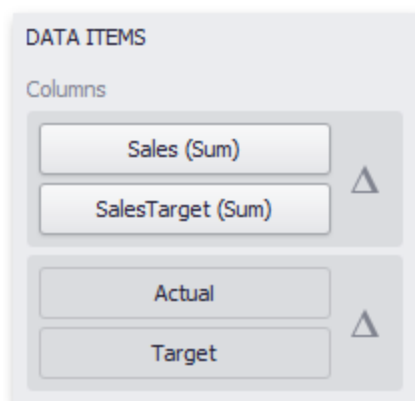 DATA ITEMS
Columns
Sales (Sum)
Δ
SalesTarget (Sum)
Actual
Δ
Target